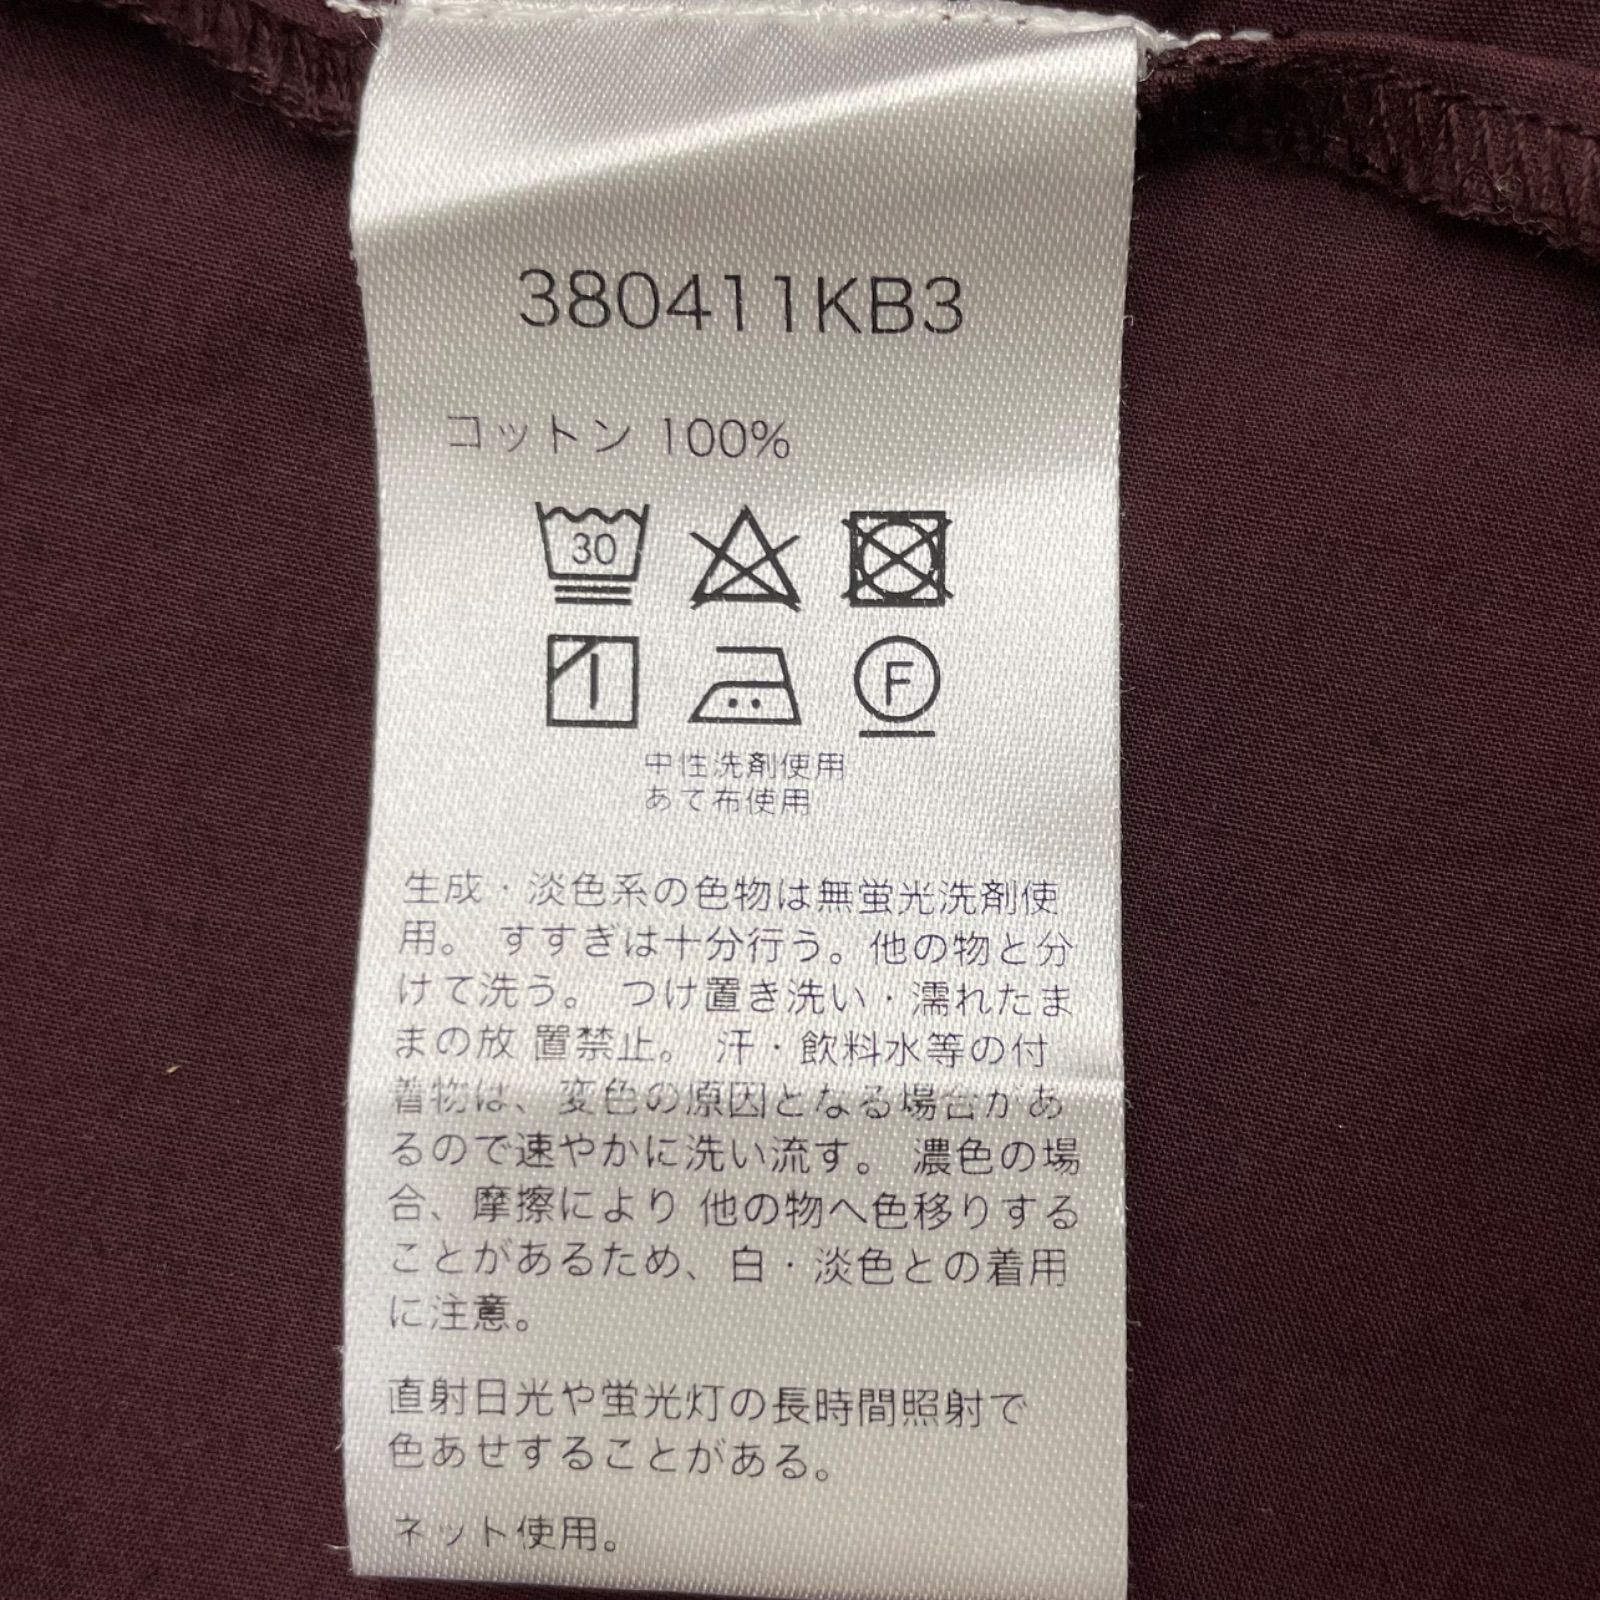 380411KB3
コットン 100%
30
F
中性洗剤使用
あて布使用
生成・淡色系の色物は無蛍光洗剤使
用。 すすぎは十分行う。他の物と分
けて洗う。 つけ置き洗い・濡れたま
まの放 置禁止。 汗・飲料水等の付
着物は、変色の原因となる場合があ
るので速やかに洗い流す。 濃色の場
合、摩擦により 他の物へ色移りする
ことがあるため、白・淡色との着用
に注意。
直射日光や蛍光灯の長時間照射で
色あせすることがある。
ネット使用。